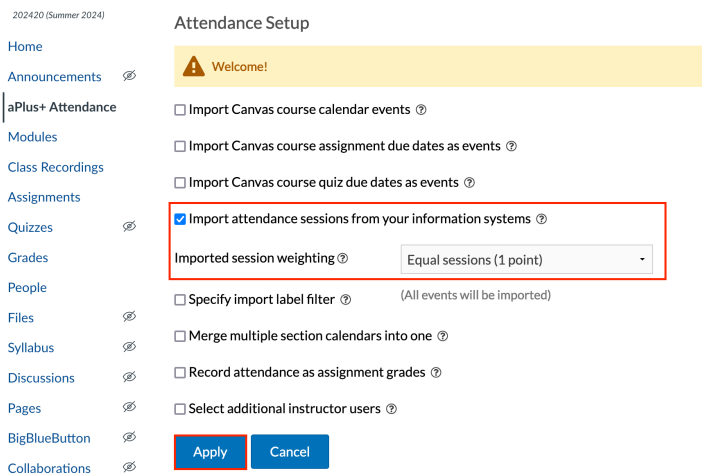 202420 (Summer 2024)
Home
Announcements
aPlus+ Attendance
Modules
Class Recordings
Assignments
Quizzes
Grades
People
Files
Syllabus
Discussions
Pages
BigBlueButton
Collaborations
Attendance Setup
Welcome!
Import Canvas course calendar events
Import Canvas course assignment due dates as events
Import Canvas course quiz due dates as events
Import attendance sessions from your information systems
Imported session weighting Equal sessions (1 point)
Specify import label filter (All events will be imported)
Merge multiple section calendars into one
Record attendance as assignment grades
Select additional instructor users
Apply Cancel